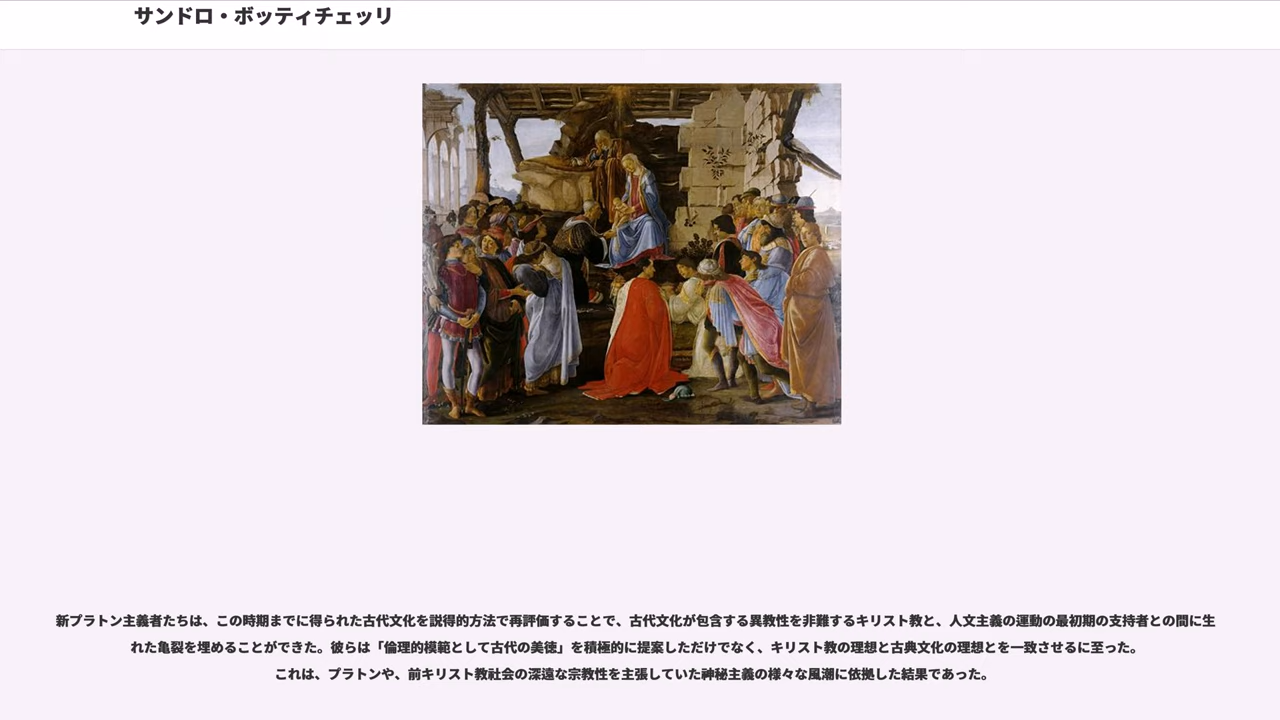 サンドロ・ボッティチェッリ
新プラトン主義者たちは、この時期までに得られた古代文化を説得的方法で再評価することで、古代文化が包含する異教性を非難するキリスト教と、人文主義の運動の最初期の支持者との間に生
れた亀裂を埋めることができた。彼らは「倫理的模範として古代の美徳」を積極的に提案しただけでなく、キリスト教の理想と古典文化の理想とを一致させるに至った。
これは、プラトンや、前キリスト教社会の深遠な宗教性を主張していた神秘主義の様々な風潮に依拠した結果であった。